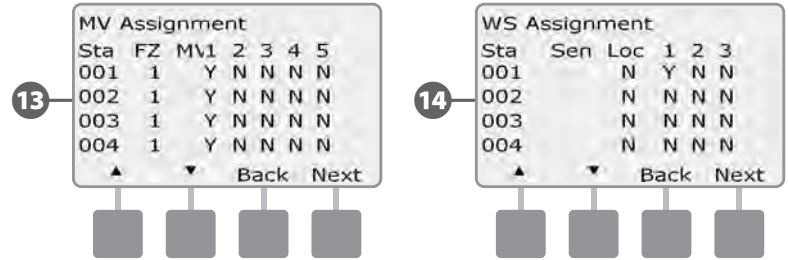 MV Assignment
Sta FZ MV1 2 3 4 5
001 1 Y N N N N
002 1 Y N N N N
003 1 Y N N N N
004 1 Y N N N N
▲ ▼ Back Next
13
WS Assignment
Sta Sen Loc 1 2 3
001 N Y N N
002 N N N N
003 N N N N
004 N N N N
▲ ▼ Back Next
14